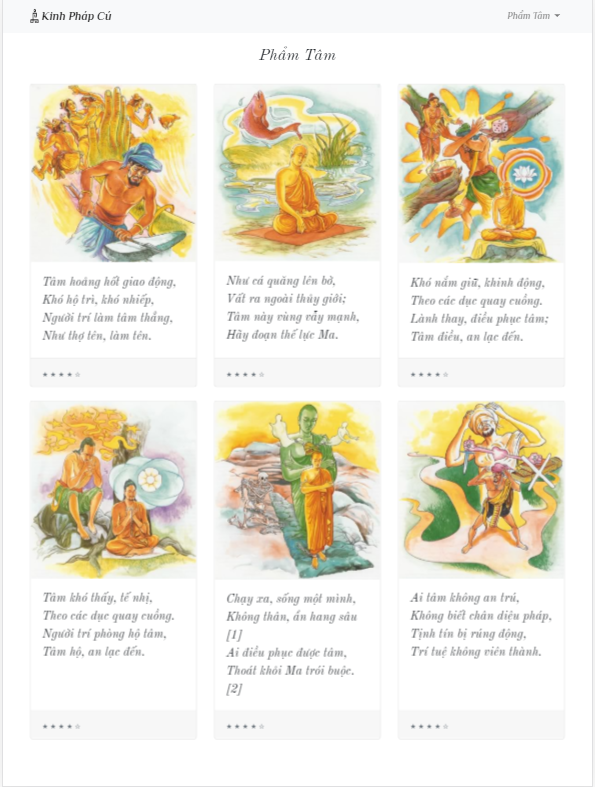 Kinh Pháp Cú
Phẩm Tâm
Phẩm Tâm
Tâm hoảng hốt giao động,
Khó hộ trì, khó nhiếp,
Người trí làm tâm thẳng,
Như thợ tên, làm tên.
★★★★☆
Như cá quăng lên bờ,
Vất ra ngoài thủy giới;
Tâm này vùng vẫy mạnh,
Hãy đoạn thế lực Ma.
★★★★☆
Khó nắm giữ, khinh động,
Theo các dục quay cuồng.
Lành thay, điều phục tâm;
Tâm điều, an lạc đến.
★★★★☆
Tâm khó thấy, tế nhị,
Theo các dục quay cuồng.
Người trí phòng hộ tâm,
Tâm hộ, an lạc đến.
★★★★☆
Chạy xa, sống một mình,
Không thân, ẩn hang sâu
[1]
Ai điều phục được tâm,
Thoát khỏi Ma trói buộc.
[2]
★★★★☆
Ai tâm không an trú,
Không biết chân diệu pháp,
Tịnh tín bị rúng động,
Trí tuệ không viên thành.
★★★★☆